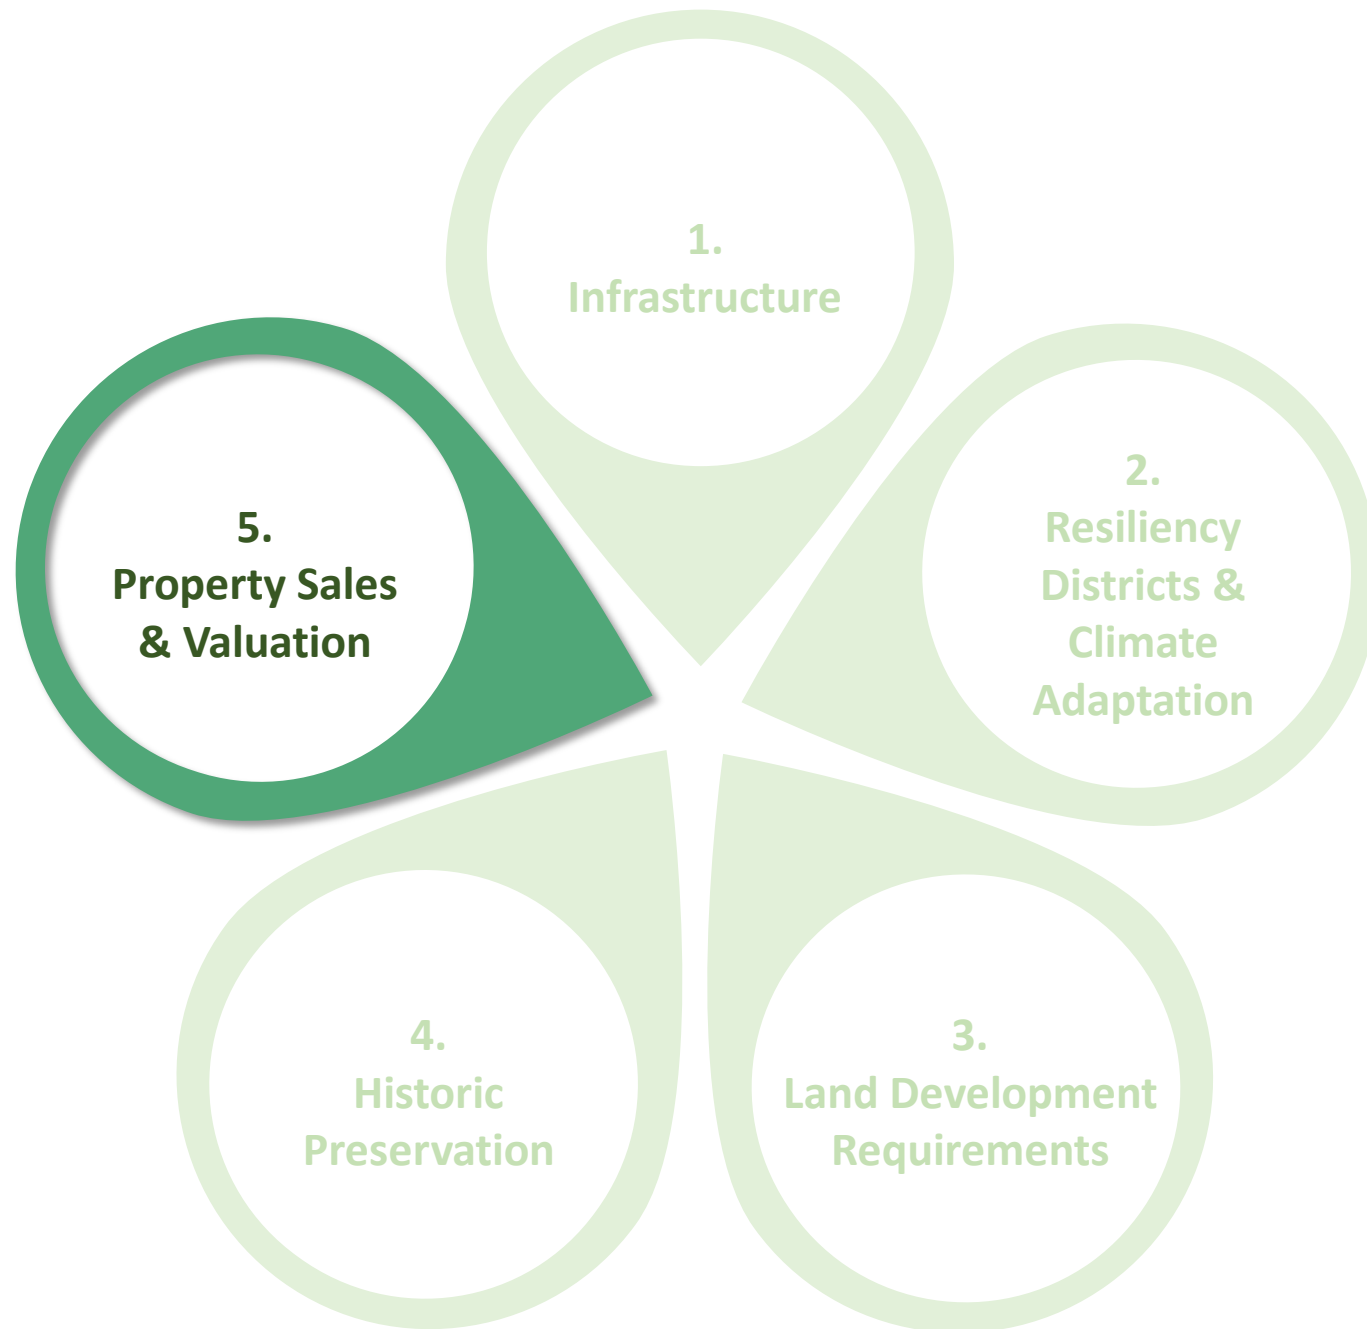 1.
Infrastructure
2.
Resiliency
Districts &
Climate
Adaptation
3.
Land Development
Requirements
4.
Historic
Preservation
5.
Property Sales
& Valuation